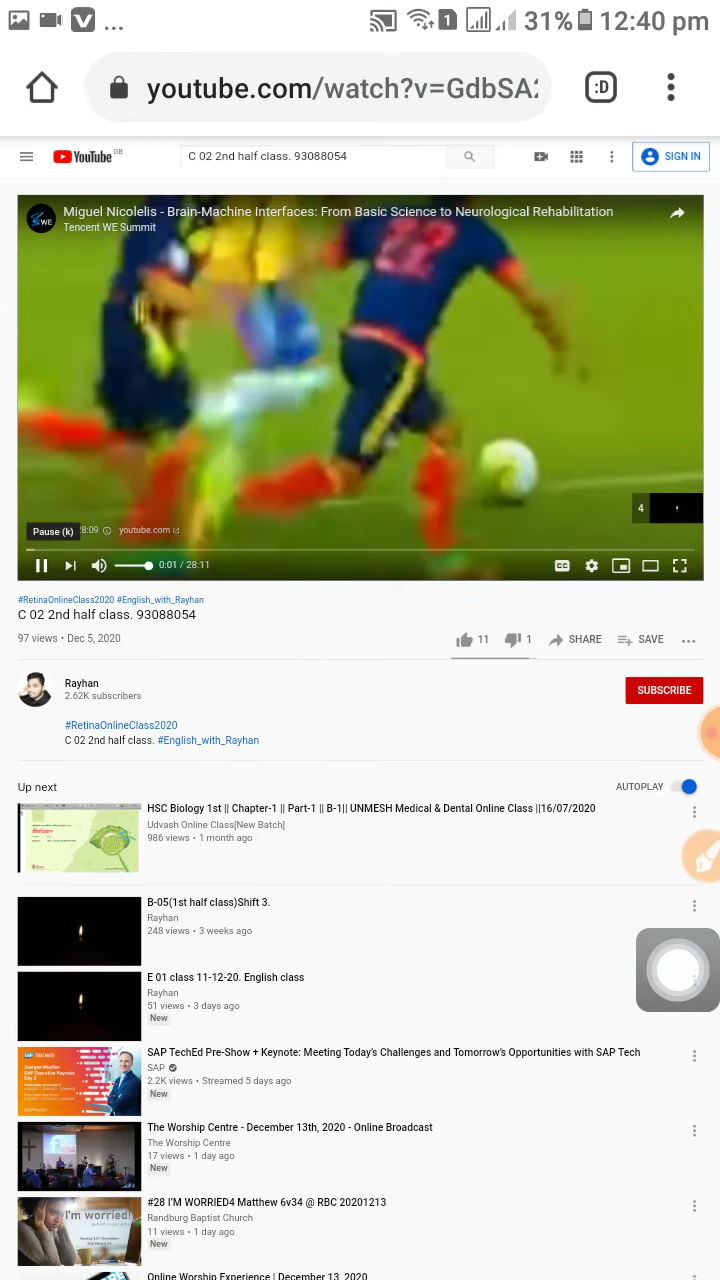 ... 1 31% 12:40 pm
youtube.com/watch?v=GdbSA
:D
YouTube GB
C 02 2nd half class. 93088054
SIGN IN
WE
Miguel Nicolelis - Brain-Machine Interfaces: From Basic Science to Neurological Rehabilitation
Tencent WE Summit
22
4
Pause (k) 8:09 youtube.com
0:01 / 28:11
CC
#RetinaOnlineClass2020 #English_with_Rayhan
C 02 2nd half class. 93088054
97 views • Dec 5, 2020
11 1 SHARE SAVE ...
Rayhan
2.62K subscribers
SUBSCRIBE
#RetinaOnlineClass2020
C 02 2nd half class. #English_with_Rayhan
Up next
AUTOPLAY
HSC Biology 1st || Chapter-1 || Part-1 || B-1|| UNMESH Medical & Dental Online Class ||16/07/2020
Udvash Online Class[New Batch]
986 views • 1 month ago
B-05(1st half class)Shift 3.
Rayhan
248 views • 3 weeks ago
E 01 class 11-12-20. English class
Rayhan
51 views • 3 days ago
New
SAP TechEd Pre-Show + Keynote: Meeting Today's Challenges and Tomorrow's Opportunities with SAP Tech
SAP
2.2K views • Streamed 5 days ago
New
The Worship Centre - December 13th, 2020 - Online Broadcast
The Worship Centre
17 views • 1 day ago
New
I'm worried!
#28 I'M WORRIED4 Matthew 6v34 @ RBC 20201213
Randburg Baptist Church
11 views • 1 day ago
New
Online Worship Experience | December 13, 2020